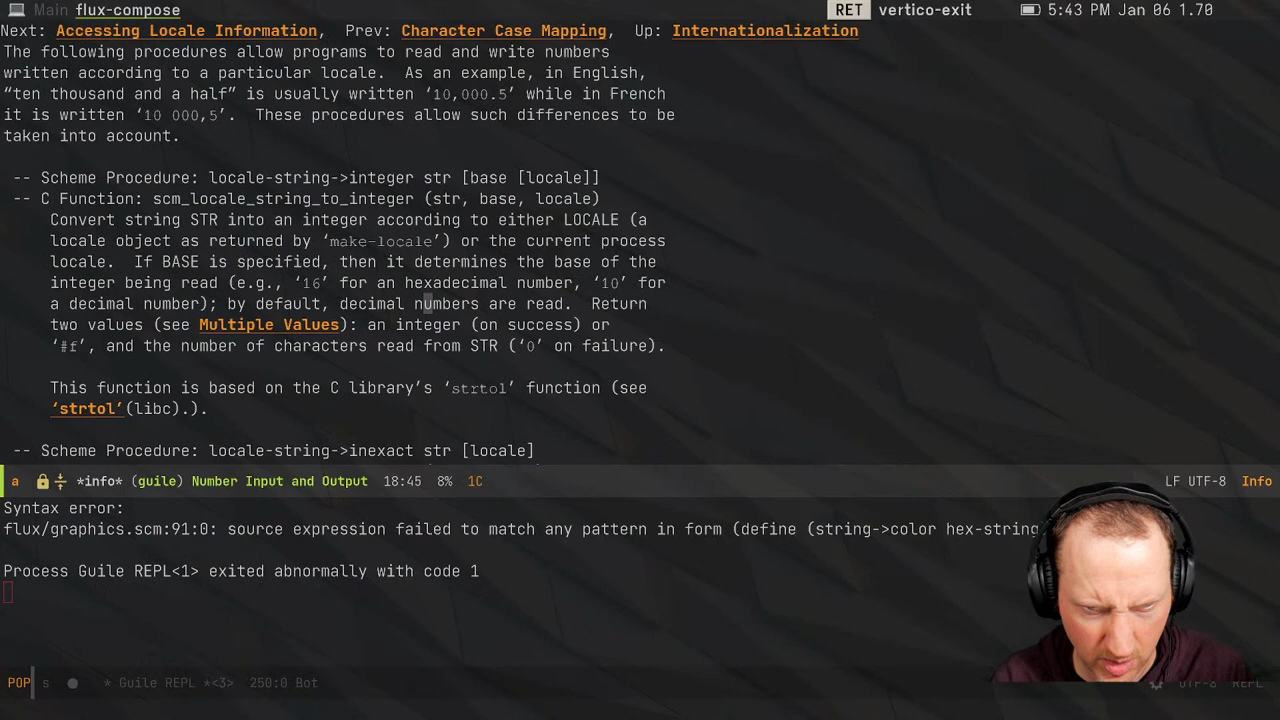 Main flux-compose RET vertico-exit 5:43 PM Jan 06 1.70
Next: Accessing Locale Information, Prev: Character Case Mapping, Up: Internationalization
The following procedures allow programs to read and write numbers
written according to a particular locale. As an example, in English,
“ten thousand and a half” is usually written ‘10,000.5’ while in French
it is written ‘10 000,5’. These procedures allow such differences to be
taken into account.
-- Scheme Procedure: locale-string->integer str [base [locale]]
-- C Function: scm_locale_string_to_integer (str, base, locale)
Convert string STR into an integer according to either LOCALE (a
locale object as returned by ‘make-locale’) or the current process
locale. If BASE is specified, then it determines the base of the
integer being read (e.g., ‘16’ for an hexadecimal number, ‘10’ for
a decimal number); by default, decimal numbers are read. Return
two values (see Multiple Values): an integer (on success) or
‘#f’, and the number of characters read from STR (‘0’ on failure).
This function is based on the C library’s ‘strtol’ function (see
‘strtol’(libc).).
-- Scheme Procedure: locale-string->inexact str [locale]
a *info* (guile) Number Input and Output 18:45 8% 1C LF UTF-8 Info
Syntax error:
flux/graphics.scm:91:0: source expression failed to match any pattern in form (define (string->color hex-string
Process Guile REPL<1> exited abnormally with code 1
POP s * Guile REPL *<3> 250:0 Bot UTF-8 REPL